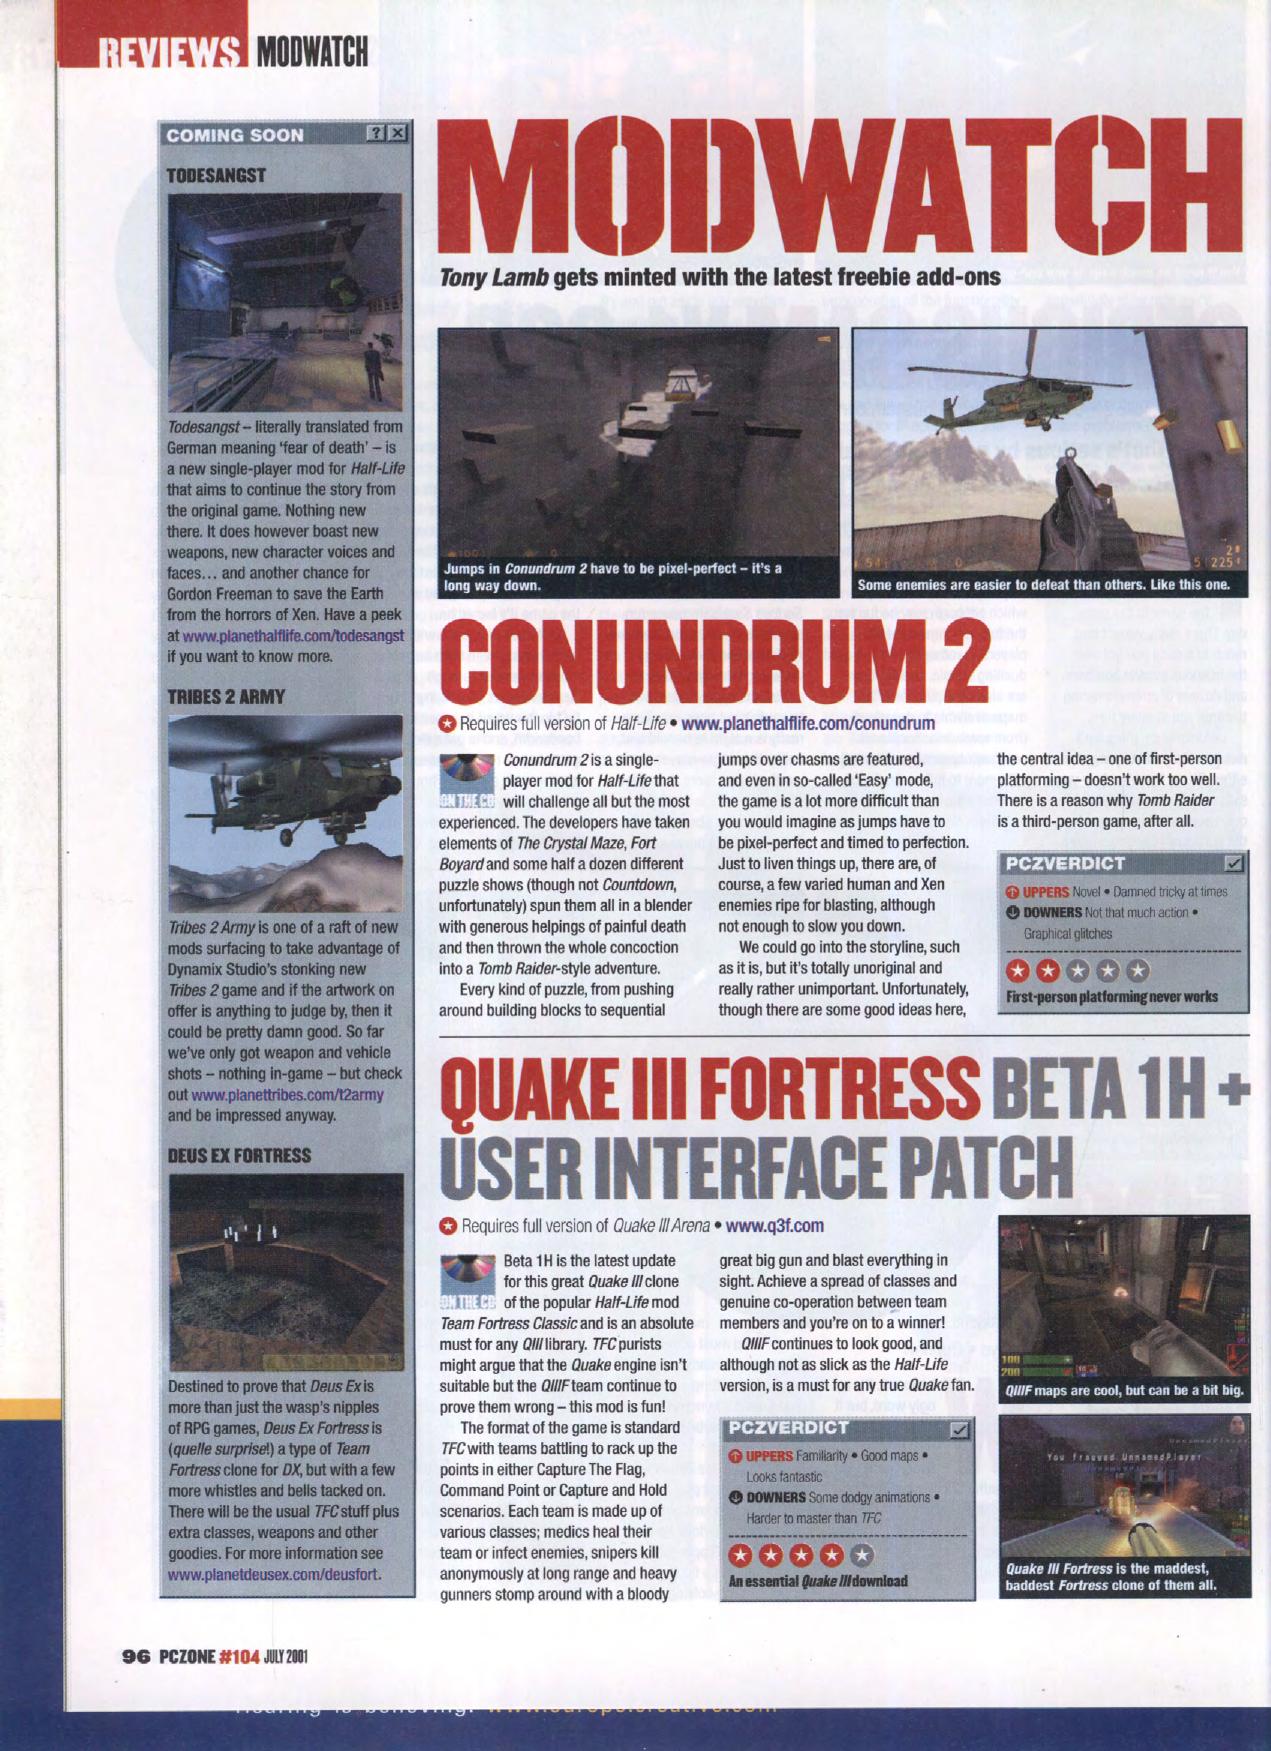 REVIEWS MODWATCH
COMING SOON
TODESANGST
Todesangst – literally translated from
German meaning ‘fear of death’ – is
a new single-player mod for Half-Life
that aims to continue the story from
the original game. Nothing new
there. It does however boast new
weapons, new character voices and
faces... and another chance for
Gordon Freeman to save the Earth
from the horrors of Xen. Have a peek
at www.planethalflife.com/todesangst
if you want to know more.
TRIBES 2 ARMY
Tribes 2 Army is one of a raft of new
mods surfacing to take advantage of
Dynamix Studio’s stonking new
Tribes 2 game and if the artwork on
offer is anything to judge by, then it
could be pretty damn good. So far
we’ve only got weapon and vehicle
shots – nothing in-game – but check
out www.planettribes.com/t2army
and be impressed anyway.
DEUS EX FORTRESS
Destined to prove that Deus Ex is
more than just the wasp’s nipples
of RPG games, Deus Ex Fortress is
(quelle surprise!) a type of Team
Fortress clone for DX, but with a few
more whistles and bells tacked on.
There will be the usual TFC stuff plus
extra classes, weapons and other
goodies. For more information see
www.planetdeusex.com/deusfort.
MODWATCH
Tony Lamb gets minted with the latest freebie add-ons
Jumps in Conundrum 2 have to be pixel-perfect – it’s a
long way down.
Some enemies are easier to defeat than others. Like this one.
CONUNDRUM 2
Requires full version of Half-Life • www.planethalflife.com/conundrum
ON THE CD
Conundrum 2 is a single-
player mod for Half-Life that
will challenge all but the most
experienced. The developers have taken
elements of The Crystal Maze, Fort
Boyard and some half a dozen different
puzzle shows (though not Countdown,
unfortunately) spun them all in a blender
with generous helpings of painful death
and then thrown the whole concoction
into a Tomb Raider-style adventure.
Every kind of puzzle, from pushing
around building blocks to sequential
jumps over chasms are featured,
and even in so-called ‘Easy’ mode,
the game is a lot more difficult than
you would imagine as jumps have to
be pixel-perfect and timed to perfection.
Just to liven things up, there are, of
course, a few varied human and Xen
enemies ripe for blasting, although
not enough to slow you down.
We could go into the storyline, such
as it is, but it’s totally unoriginal and
really rather unimportant. Unfortunately,
though there are some good ideas here,
the central idea – one of first-person
platforming – doesn’t work too well.
There is a reason why Tomb Raider
is a third-person game, after all.
PCZVERDICT
UPPERS Novel • Damned tricky at times
DOWNERS Not that much action •
Graphical glitches
First-person platforming never works
QUAKE III FORTRESS BETA 1H +
USER INTERFACE PATCH
Requires full version of Quake III Arena • www.q3f.com
ON THE CD
Beta 1H is the latest update
for this great Quake III clone
of the popular Half-Life mod
Team Fortress Classic and is an absolute
must for any QIII library. TFC purists
might argue that the Quake engine isn’t
suitable but the QIIIF team continue to
prove them wrong – this mod is fun!
The format of the game is standard
TFC with teams battling to rack up the
points in either Capture The Flag,
Command Point or Capture and Hold
scenarios. Each team is made up of
various classes; medics heal their
team or infect enemies, snipers kill
anonymously at long range and heavy
gunners stomp around with a bloody
great big gun and blast everything in
sight. Achieve a spread of classes and
genuine co-operation between team
members and you’re on to a winner!
QIIIF continues to look good, and
although not as slick as the Half-Life
version, is a must for any true Quake fan.
PCZVERDICT
UPPERS Familiarity • Good maps •
Looks fantastic
DOWNERS Some dodgy animations •
Harder to master than TFC
An essential Quake III download
100
200
QIIIF maps are cool, but can be a bit big.
You fragged UnnamedPlayer
Quake III Fortress is the maddest,
baddest Fortress clone of them all.
96 PCZONE #104 JULY 2001